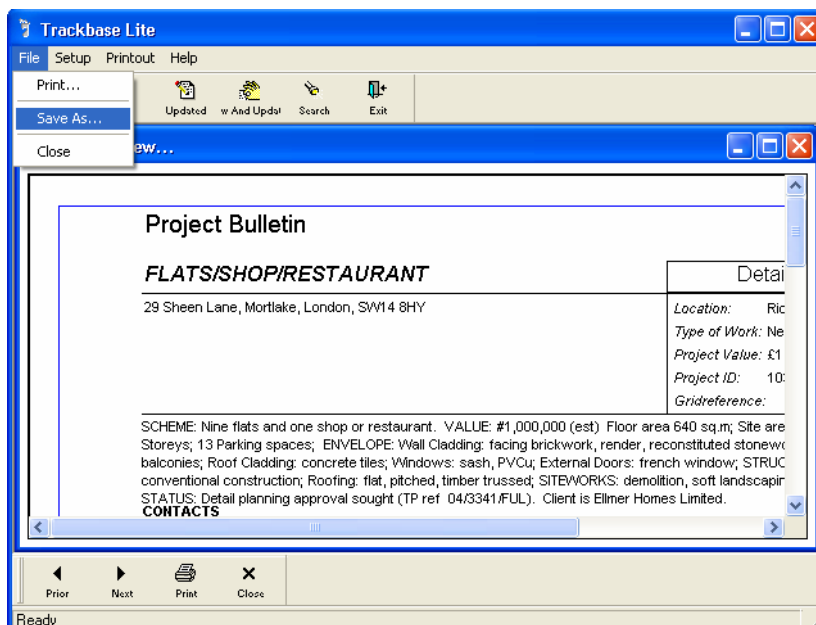 Trackbase Lite
File Setup Printout Help
Print...
Save As...
Close
Updated w And Updat Search Exit
ew...
Project Bulletin
FLATS/SHOP/RESTAURANT
Detai
29 Sheen Lane, Mortlake, London, SW14 8HY
Location: Ric
Type of Work: Ne
Project Value: £1
Project ID: 10
Gridreference:
SCHEME: Nine flats and one shop or restaurant. VALUE: #1,000,000 (est) Floor area 640 sq.m; Site are
Storeys; 13 Parking spaces; ENVELOPE: Wall Cladding: facing brickwork, render, reconstituted stonewo
balconies; Roof Cladding: concrete tiles; Windows: sash, PVCu; External Doors: french window; STRUC
conventional construction; Roofing: flat, pitched, timber trussed; SITEWORKS: demolition, soft landscapin
STATUS: Detail planning approval sought (TP ref 04/3341/FUL). Client is Ellmer Homes Limited.
CONTACTS
Prior Next Print Close
Ready